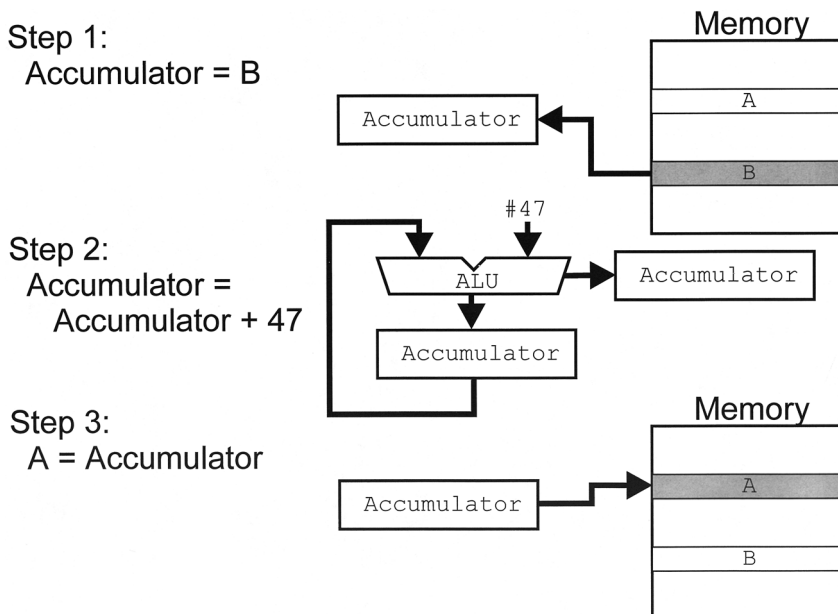 Step 1:
Accumulator = B
Memory
A
Accumulator
B
Step 2:
Accumulator =
Accumulator + 47
#47
ALU
Accumulator
Accumulator
Step 3:
A = Accumulator
Memory
A
Accumulator
B